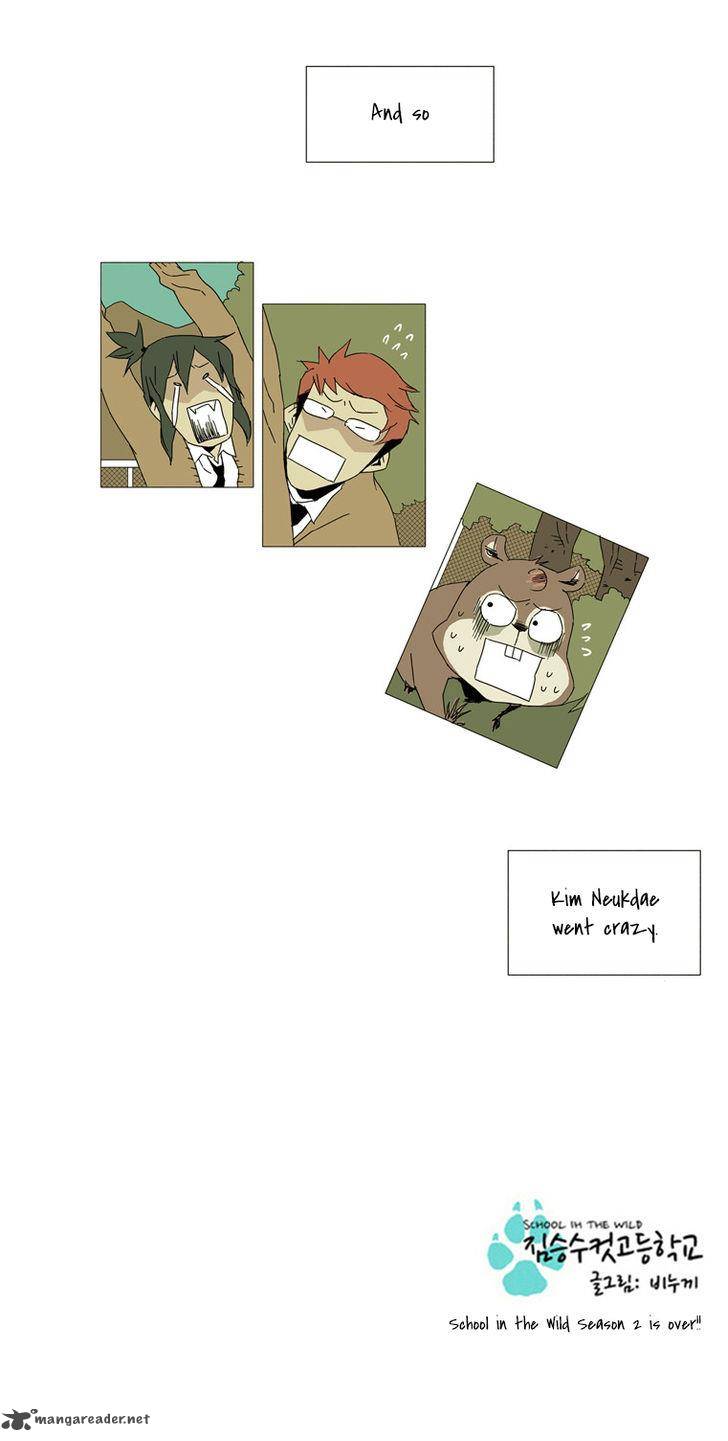 And so
Kim Neukdae
went crazy.
SCHOOL IN THE WILD
짐승수컷고등학교
글그림: 비누끼
School in the Wild Season 2 is over!!
mangareader.net